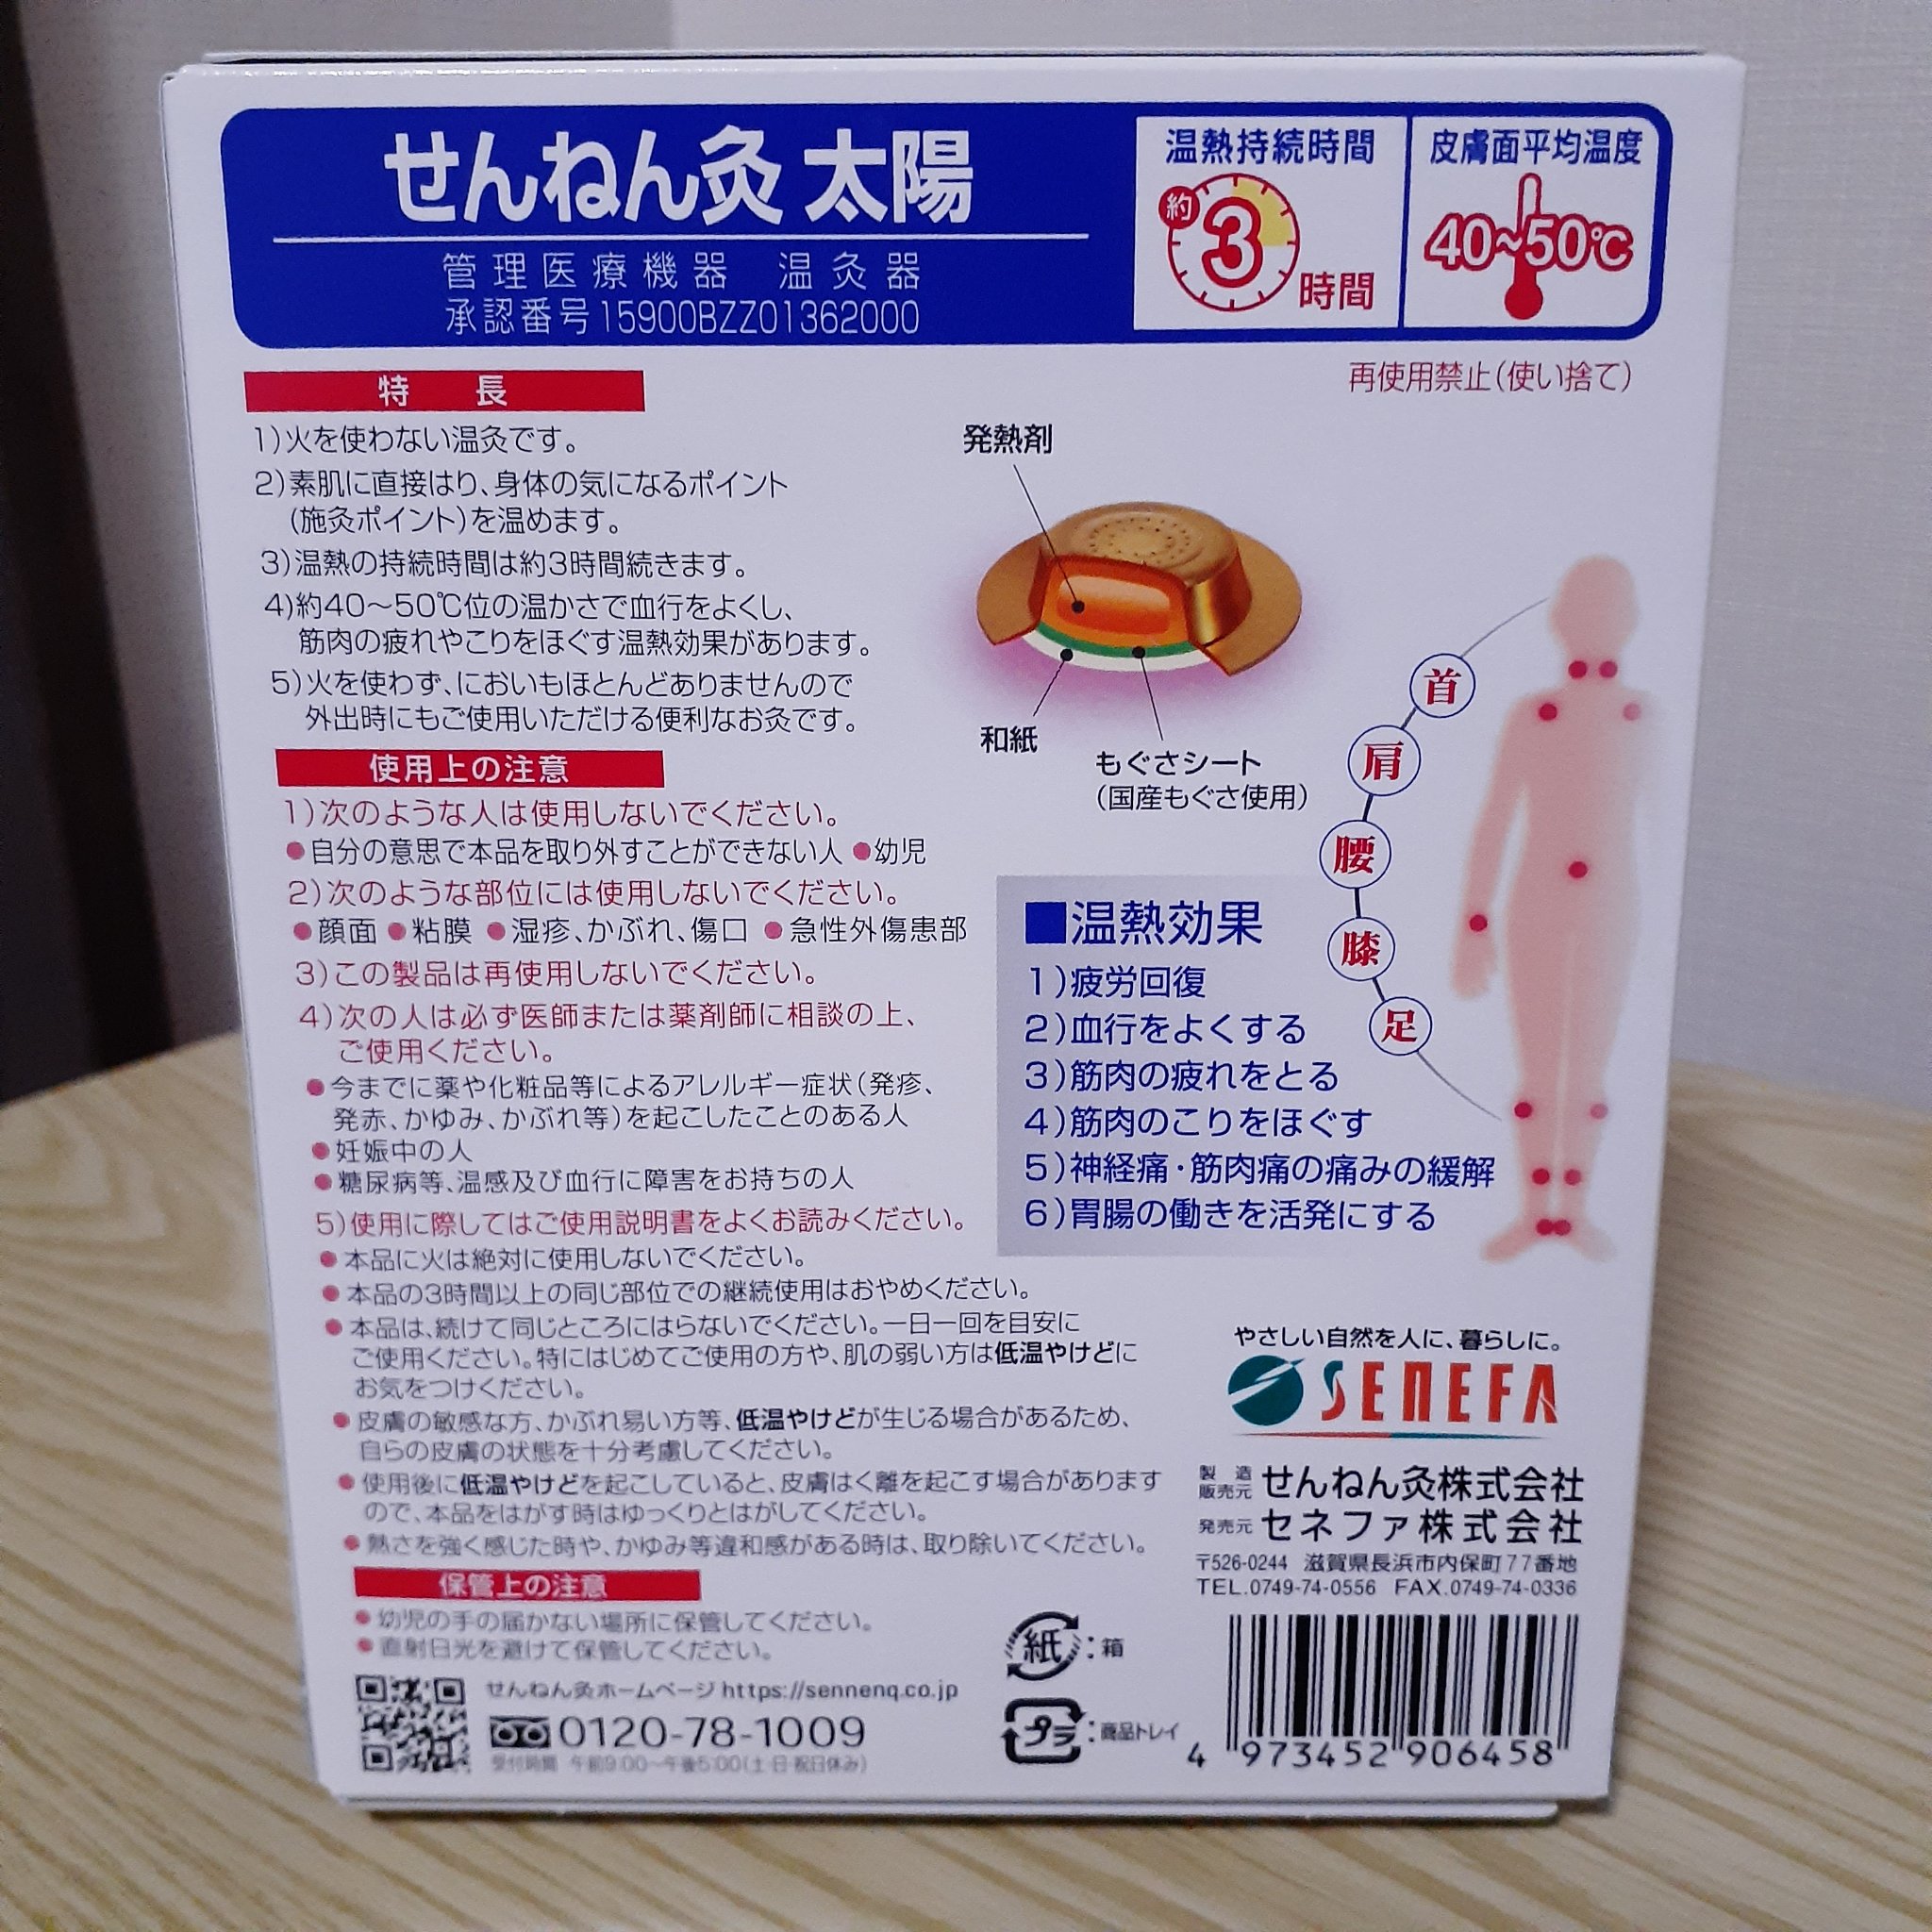 せんねん灸 太陽
管理医療機器 温灸器
承認番号15900BZZ01362000
温熱持続時間
約3時間
皮膚面平均温度
40~50℃
再使用禁止(使い捨て)
特 長
1)火を使わない温灸です。
2)素肌に直接はり、身体の気になるポイント
(施灸ポイント)を温めます。
3)温熱の持続時間は約3時間続きます。
4)約40〜50℃位の温かさで血行をよくし、
筋肉の疲れやこりをほぐす温熱効果があります。
5)火を使わず、においもほとんどありませんので
外出時にもご使用いただける便利なお灸です。
発熱剤
和紙
もぐさシート
(国産もぐさ使用)
首
肩
腰
膝
足
使用上の注意
1)次のような人は使用しないでください。
●自分の意思で本品を取り外すことができない人 ●幼児
2)次のような部位には使用しないでください。
●顔面 ●粘膜 ●湿疹、かぶれ、傷口 ●急性外傷患部
3)この製品は再使用しないでください。
4)次の人は必ず医師または薬剤師に相談の上、
ご使用ください。
●今までに薬や化粧品等によるアレルギー症状(発疹、
発赤、かゆみ、かぶれ等)を起こしたことのある人
●妊娠中の人
●糖尿病等、温感及び血行に障害をお持ちの人
5)使用に際してはご使用説明書をよくお読みください。
●本品に火は絶対に使用しないでください。
●本品の3時間以上の同じ部位での継続使用はおやめください。
●本品は、続けて同じところにはらないでください。一日一回を目安に
ご使用ください。特にはじめてご使用の方や、肌の弱い方は低温やけどに
お気をつけください。
●皮膚の敏感な方、かぶれ易い方等、低温やけどが生じる場合があるため、
自らの皮膚の状態を十分考慮してください。
●使用後に低温やけどを起こしていると、皮膚はく離を起こす場合があります
ので、本品をはがす時はゆっくりとはがしてください。
●熱さを強く感じた時や、かゆみ等違和感がある時は、取り除いてください。
■温熱効果
1)疲労回復
2)血行をよくする
3)筋肉の疲れをとる
4)筋肉のこりをほぐす
5)神経痛・筋肉痛の痛みの緩解
6)胃腸の働きを活発にする
保管上の注意
●幼児の手の届かない場所に保管してください。
●直射日光を避けて保管してください。
せんねん灸ホームページ https://sennenq.co.jp
0120-78-1009
受付時間 午前9:00〜午後5:00(土・日・祝日休み)
紙:箱
プラ:商品トレイ
やさしい自然を人に、暮らしに。
SENEFA
製造販売元 せんねん灸株式会社
発売元 セネファ株式会社
〒526-0244 滋賀県長浜市内保町77番地
TEL.0749-74-0556 FAX.0749-74-0336
4 973452 906458